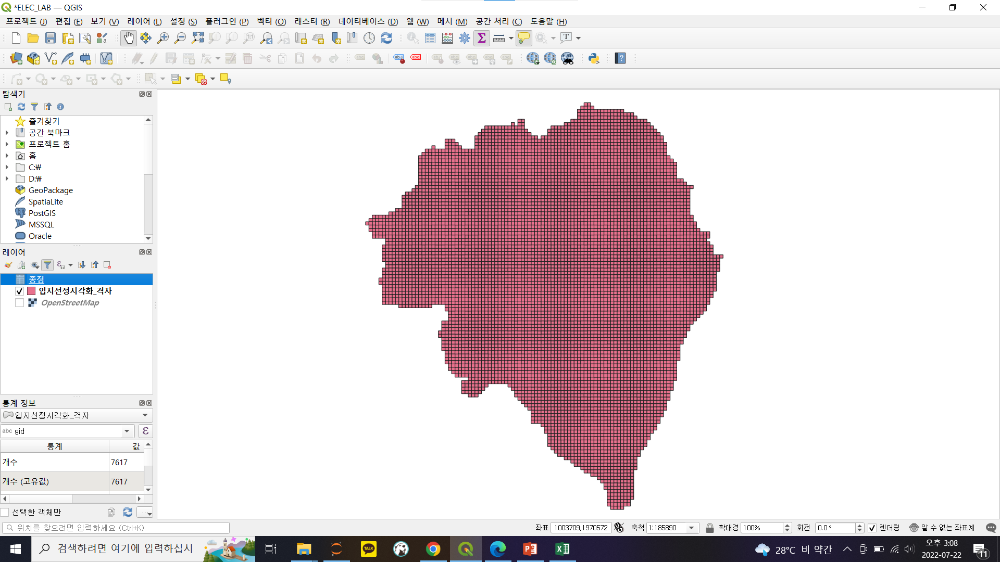 *ELEC_LAB — QGIS
프로젝트 (J) 편집 (E) 보기 (V) 레이어 (L) 설정 (S) 플러그인 (P) 벡터 (O) 래스터 (R) 데이터베이스 (D) 웹 (W) 메시 (M) 공간 처리 (C) 도움말 (H)
탐색기
즐겨찾기
공간 북마크
프로젝트 홈
홈
C:₩
D:₩
GeoPackage
SpatiaLite
PostGIS
MSSQL
Oracle
레이어
총점
입지선정시각화_격자
OpenStreetMap
통계 정보
입지선정시각화_격자
abc gid
통계 값
개수 7617
개수 (고유값) 7617
선택한 객체만
위치를 찾으려면 입력하세요 (Ctrl+K)
좌표 1003709,1970572 축척 1:185890 확대경 100% 회전 0.0 ° 렌더링 알 수 없는 좌표계
검색하려면 여기에 입력하십시
TALK
28°C 비 약간
오후 3:08
2022-07-22
11